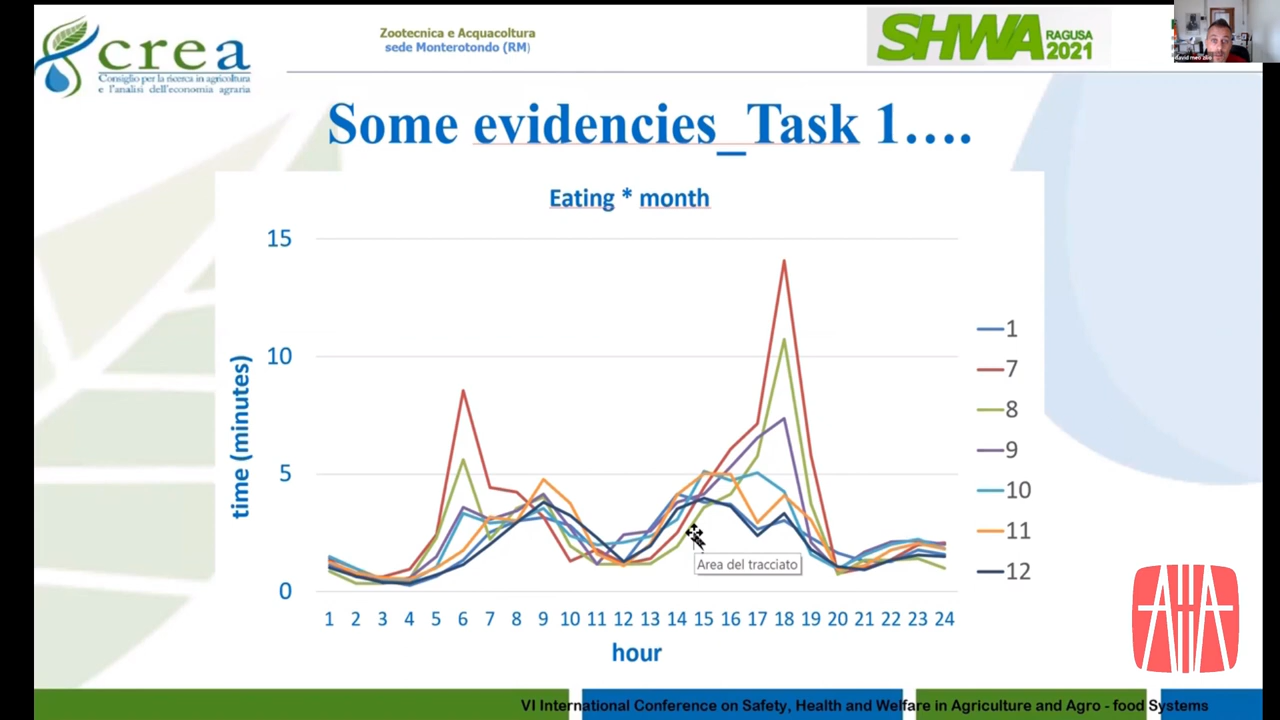 crea
Consiglio per la ricerca in agricoltura
e l'analisi dell'economia agraria
Zootecnica e Acquacoltura
sede Monterotondo (RM)
SHWA
RAGUSA
2021
Some evidencies_Task 1….
Eating * month
15
10
5
0
time (minutes)
1 2 3 4 5 6 7 8 9 10 11 12 13 14 15 16 17 18 19 20 21 22 23 24
hour
1
7
8
9
10
11
12
Area del tracciato
AHA
VI International Conference on Safety, Health and Welfare in Agriculture and Agro - food Systems